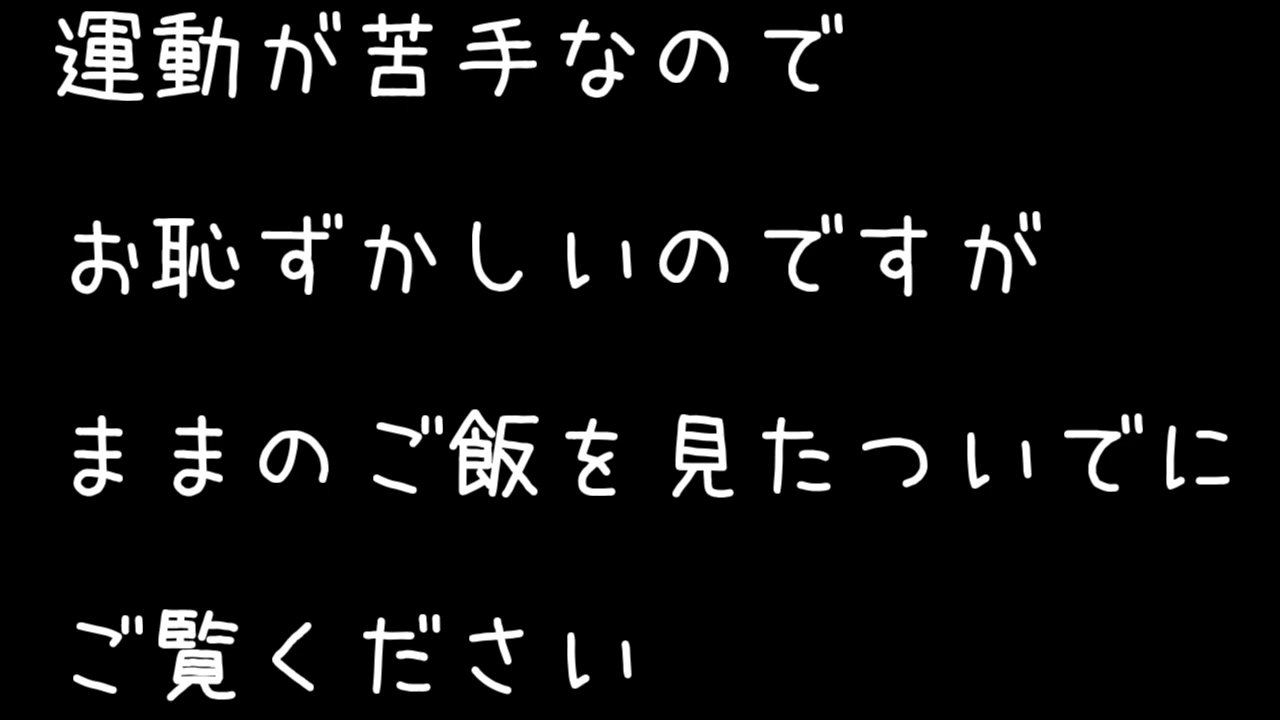 運動が苦手なので
お恥ずかしいのですが
ままのご飯を見たついでに
ご覧ください